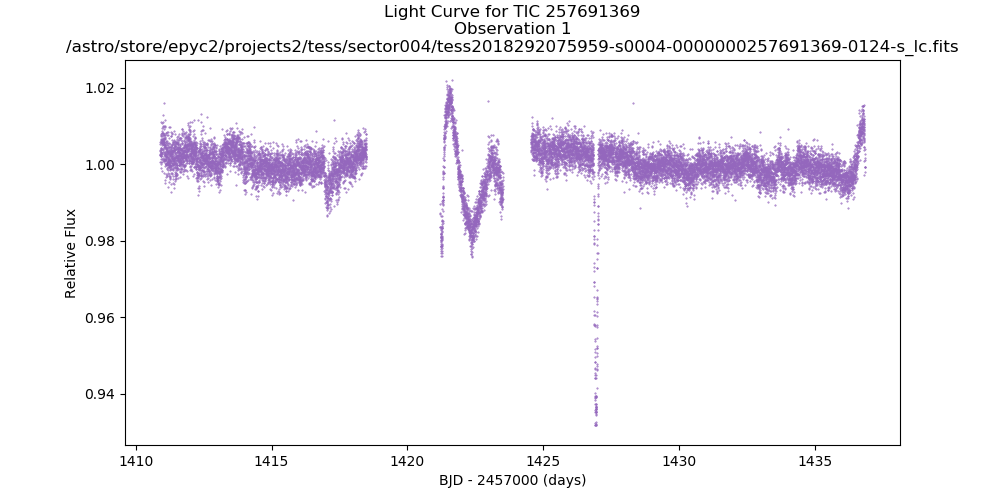 Light Curve for TIC 257691369
Observation 1
/astro/store/epyc2/projects2/tess/sector004/tess2018292075959-s0004-0000000257691369-0124-s_lc.fits
1.02
1.00
0.98
0.96
0.94
Relative Flux
1410 1415 1420 1425 1430 1435
BJD - 2457000 (days)